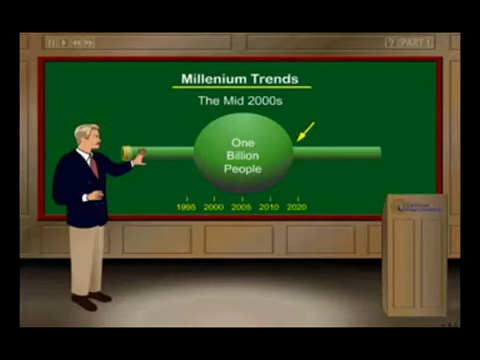 ? PART 1
Millenium Trends
The Mid 2000s
One
Billion
People
1995 2000 2005 2010 2020